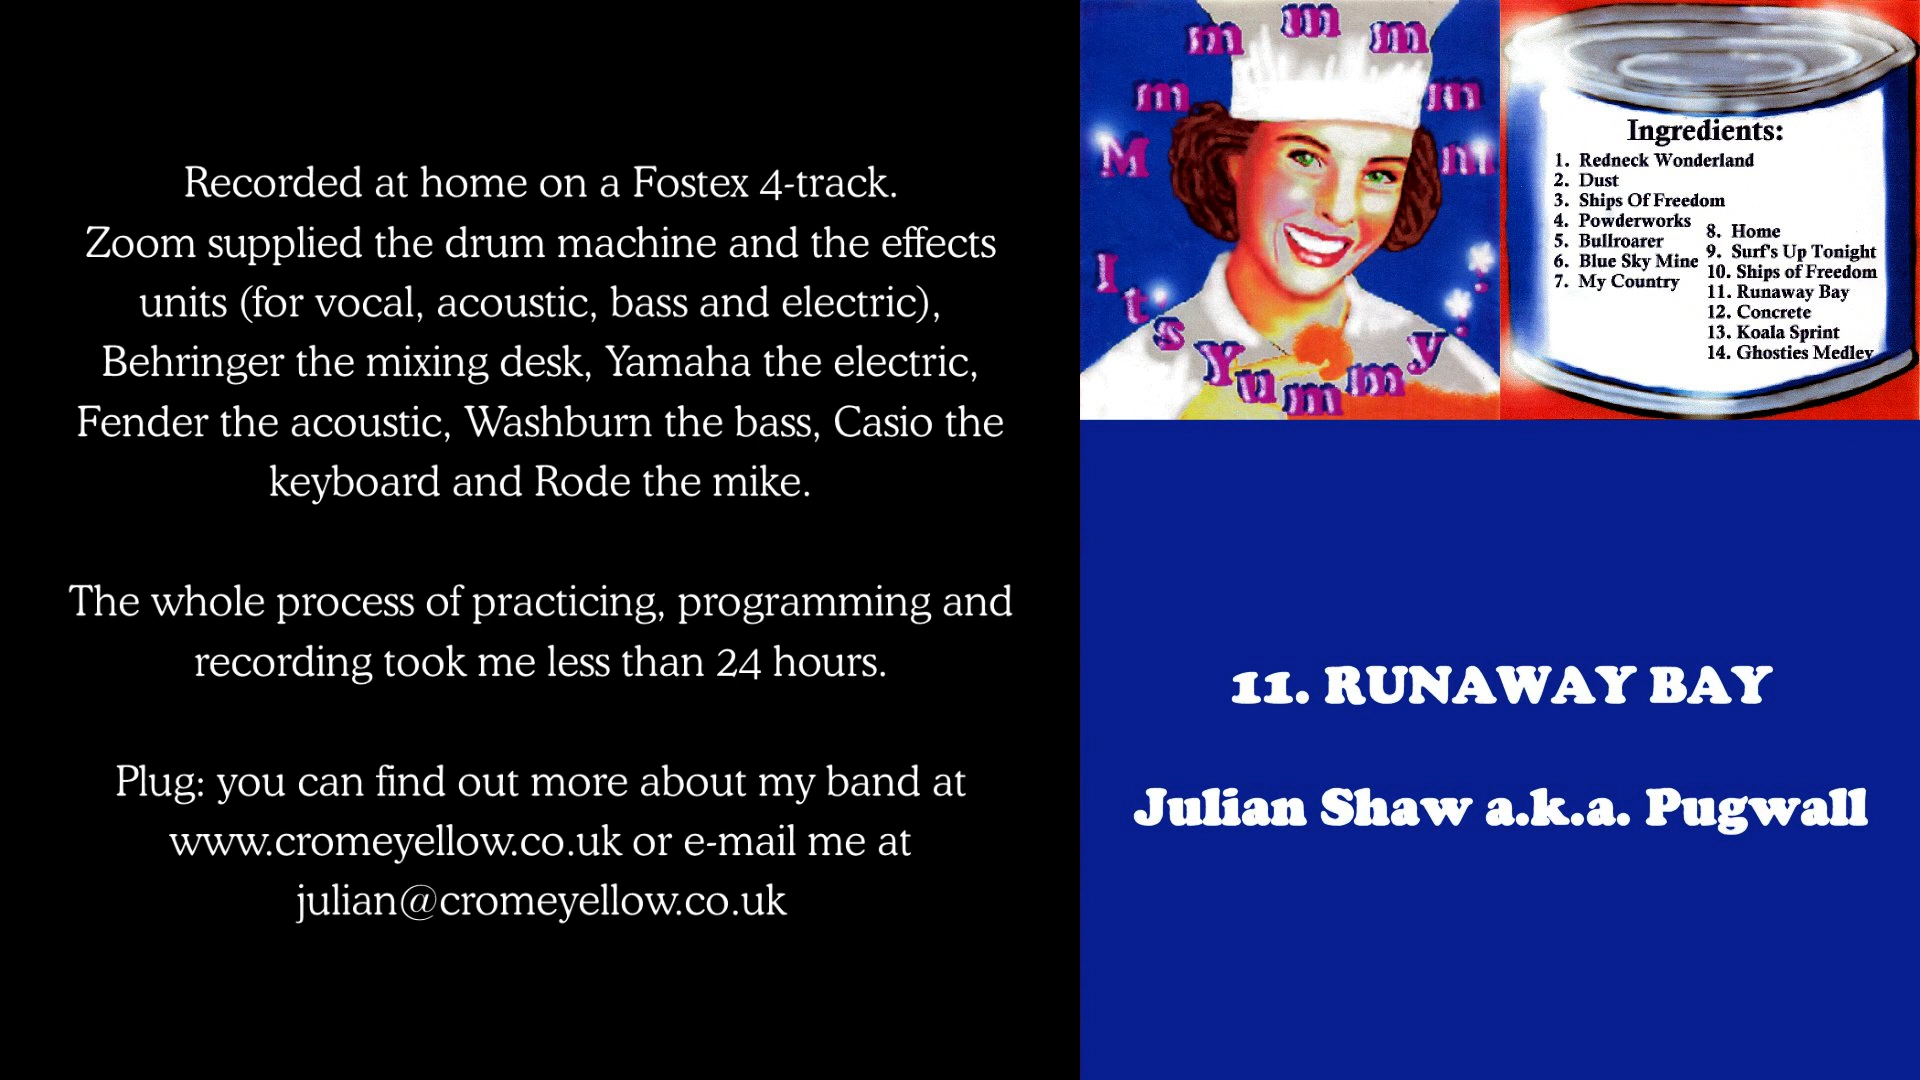 Recorded at home on a Fostex 4-track.
Zoom supplied the drum machine and the effects
units (for vocal, acoustic, bass and electric),
Behringer the mixing desk, Yamaha the electric,
Fender the acoustic, Washburn the bass, Casio the
keyboard and Rode the mike.
The whole process of practicing, programming and
recording took me less than 24 hours.
Plug: you can find out more about my band at
www.cromeyellow.co.uk or e-mail me at
julian@cromeyellow.co.uk
Mmmmmmm
It's Yummy!
Ingredients:
1. Redneck Wonderland
2. Dust
3. Ships Of Freedom
4. Powderworks
5. Bullroarer
6. Blue Sky Mine
7. My Country
8. Home
9. Surf's Up Tonight
10. Ships of Freedom
11. Runaway Bay
12. Concrete
13. Koala Sprint
14. Ghosties Medley
11. RUNAWAY BAY
Julian Shaw a.k.a. Pugwall